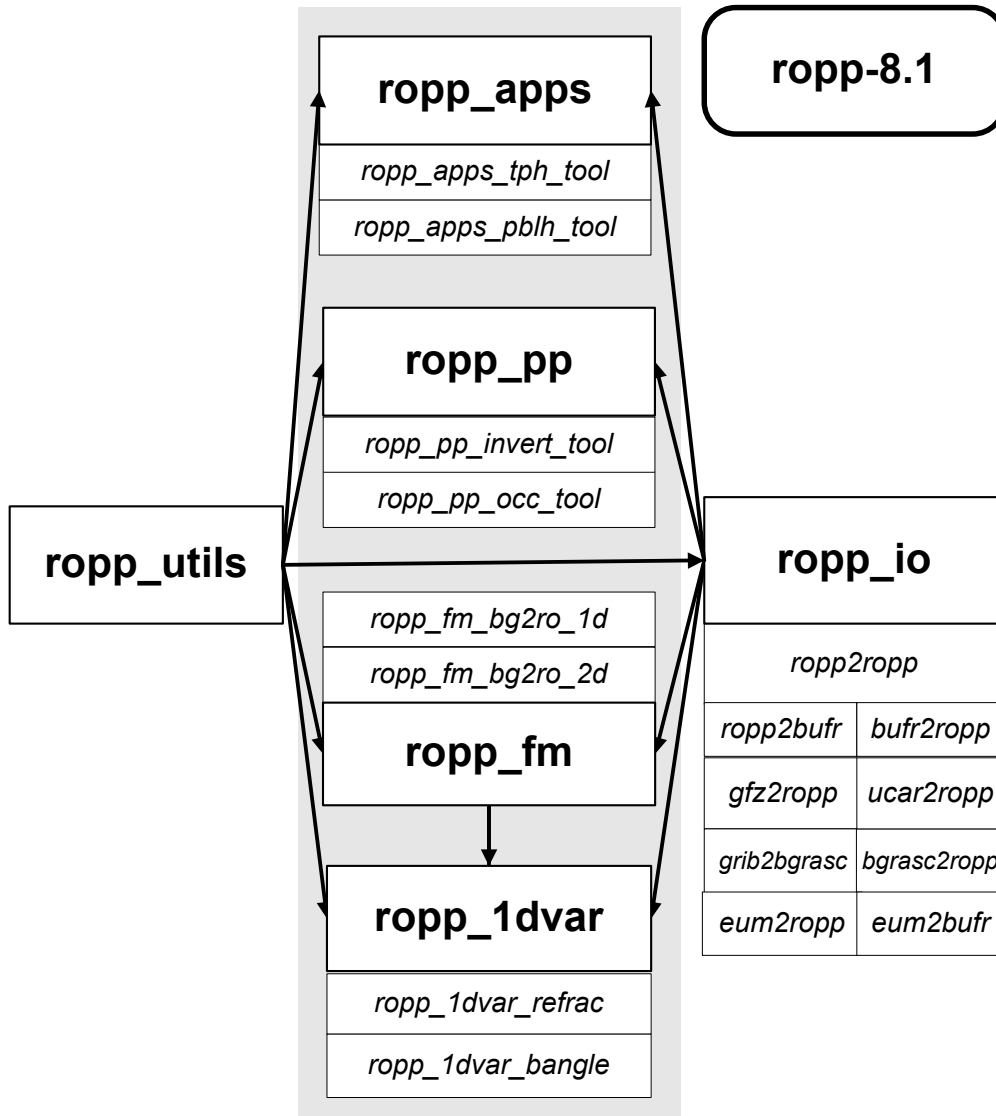 ropp_apps
ropp-8.1
ropp_apps_tph_tool
ropp_apps_pblh_tool
ropp_pp
ropp_pp_invert_tool
ropp_pp_occ_tool
ropp_utils
ropp_io
ropp_fm_bg2ro_1d
ropp_fm_bg2ro_2d
ropp_fm
ropp2ropp
ropp2bufr
bufr2ropp
gfz2ropp
ucar2ropp
grib2bgrasc
bgrasc2ropp
eum2ropp
eum2bufr
ropp_1dvar
ropp_1dvar_refrac
ropp_1dvar_bangle